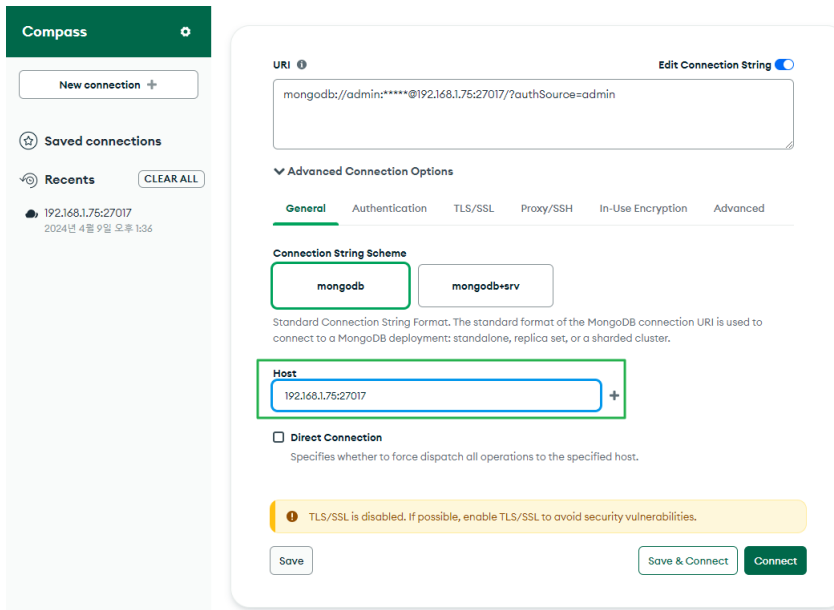 Compass
New connection +
Saved connections
Recents
CLEAR ALL
192.168.1.75:27017
2024년 4월 9일 오후 1:36
URI
Edit Connection String
mongodb://admin:*****@192.168.1.75:27017/?authSource=admin
Advanced Connection Options
General Authentication TLS/SSL Proxy/SSH In-Use Encryption Advanced
Connection String Scheme
mongodb mongodb+srv
Standard Connection String Format. The standard format of the MongoDB connection URI is used to
connect to a MongoDB deployment: standalone, replica set, or a sharded cluster.
Host
192.168.1.75:27017
+
Direct Connection
Specifies whether to force dispatch all operations to the specified host.
TLS/SSL is disabled. If possible, enable TLS/SSL to avoid security vulnerabilities.
Save Save & Connect Connect